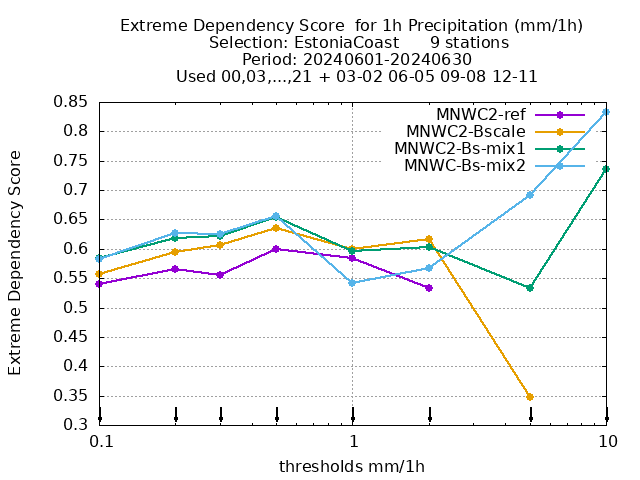 Extreme Dependency Score  for 1h Precipitation (mm/1h)
Selection: EstoniaCoast      9 stations
Period: 20240601-20240630
Used 00,03,...,21 + 03-02 06-05 09-08 12-11
MNWC2-ref
MNWC2-Bscale
MNWC2-Bs-mix1
MNWC-Bs-mix2
Extreme Dependency Score
0.85
0.8
0.75
0.7
0.65
0.6
0.55
0.5
0.45
0.4
0.35
0.3
0.1 1 10
thresholds mm/1h